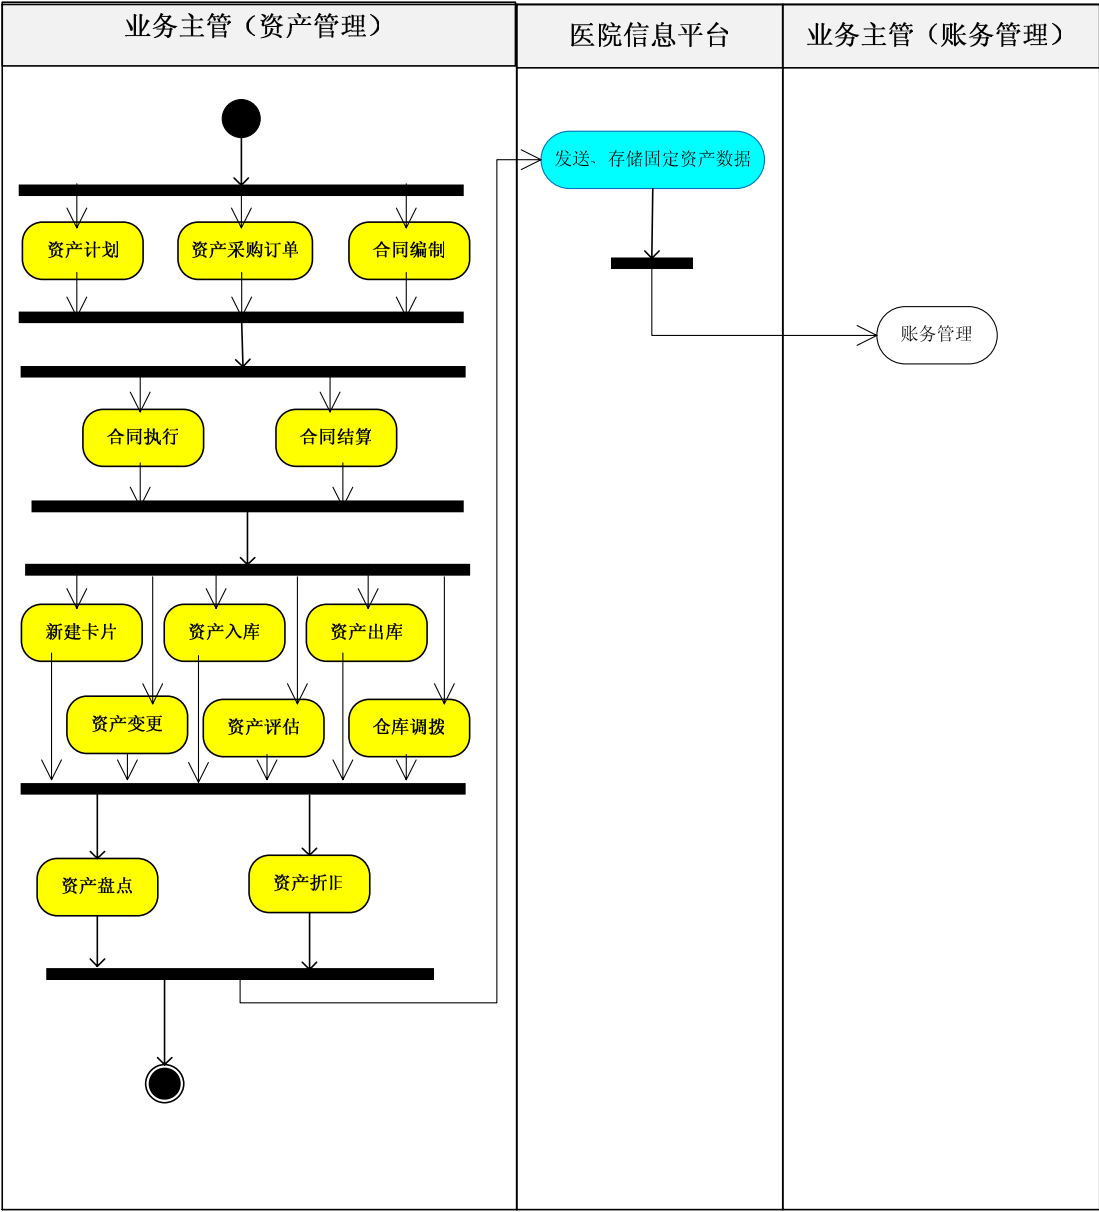 业务主管（资产管理）
医院信息平台
业务主管（账务管理）
发送、存储固定资产数据
资产计划
资产采购订单
合同编制
账务管理
合同执行
合同结算
新建卡片
资产入库
资产出库
资产变更
资产评估
仓库调拨
资产盘点
资产折旧